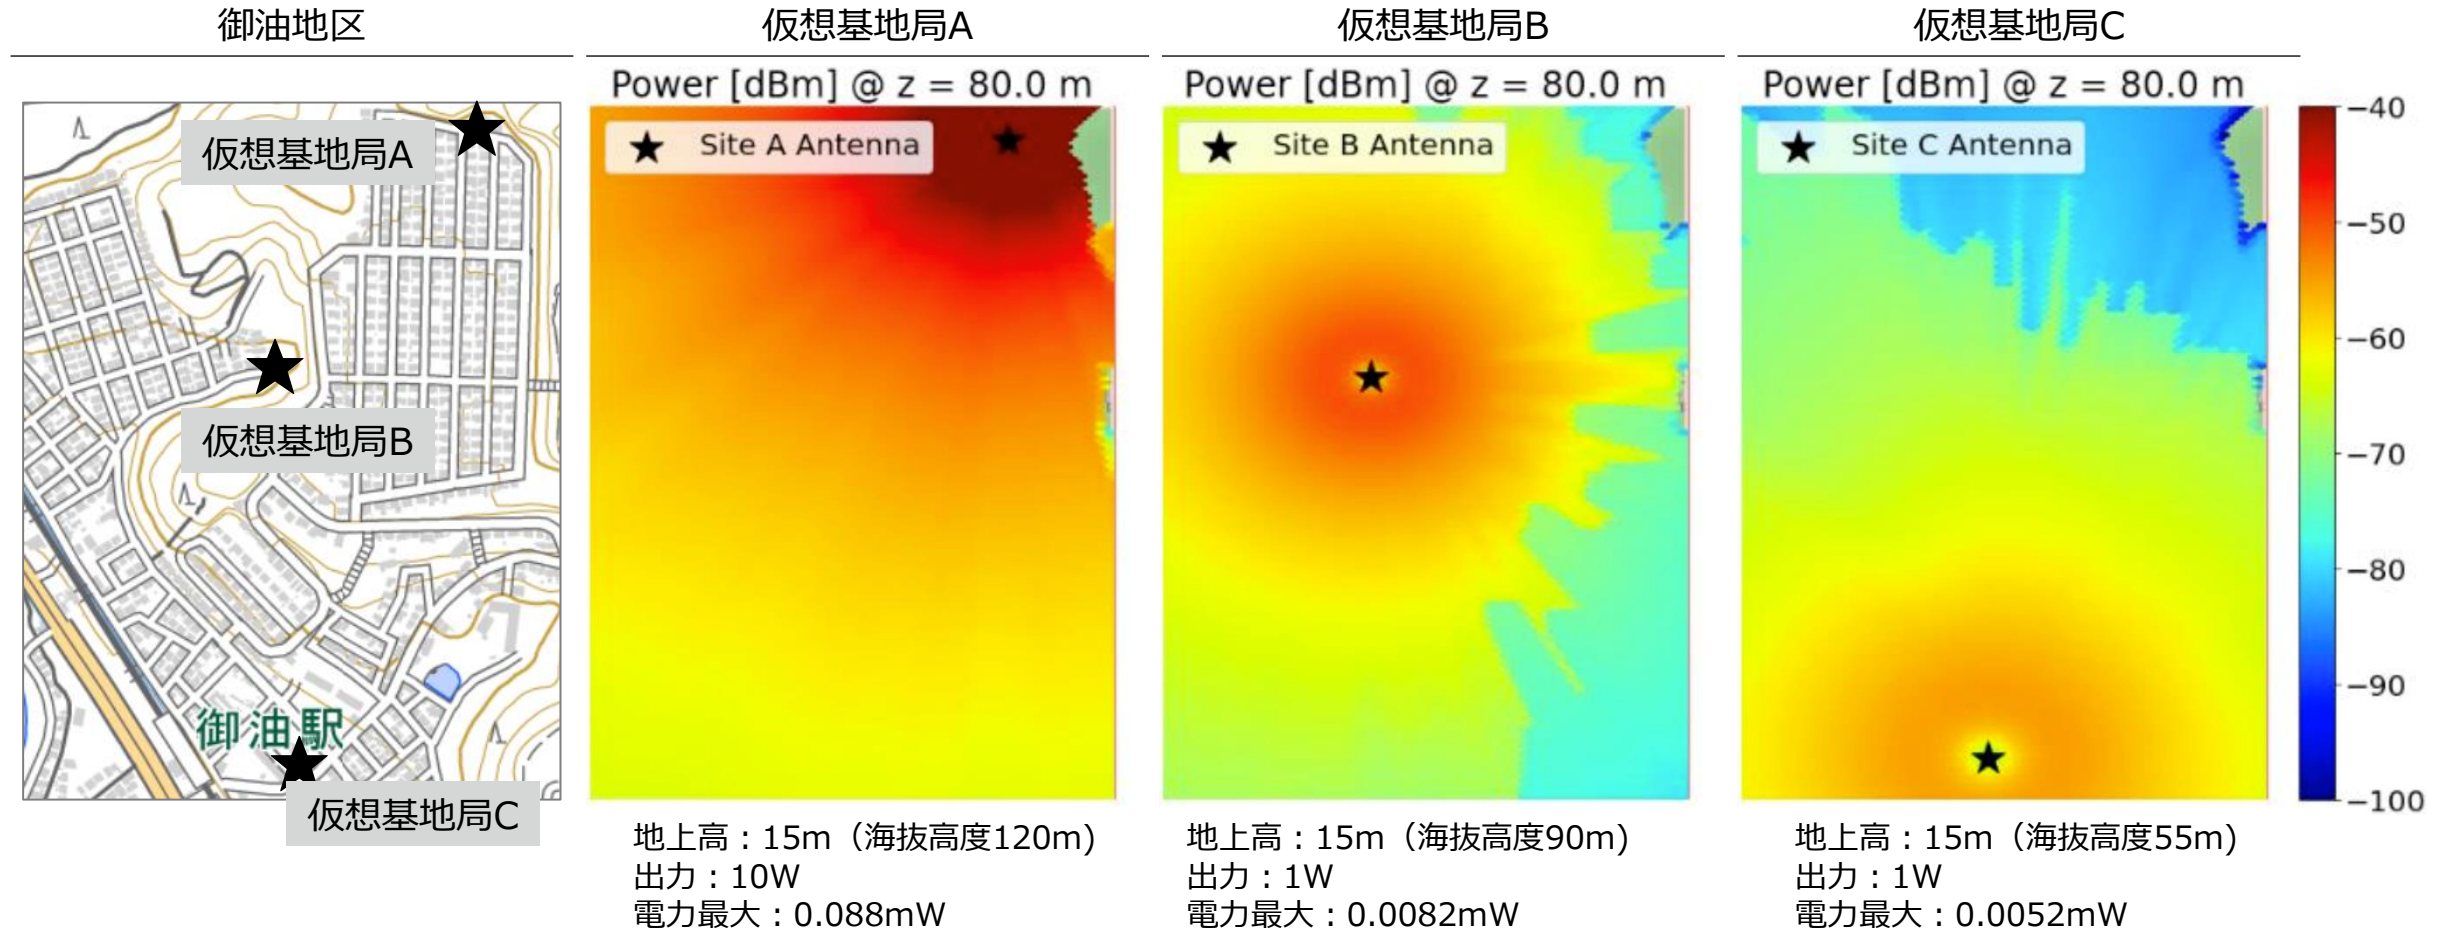 御油地区
仮想基地局A
仮想基地局B
仮想基地局C
仮想基地局A
仮想基地局B
御油駅
仮想基地局C
Power [dBm] @ z = 80.0 m
Site A Antenna
地上高：15m（海抜高度120m)
出力：10W
電力最大：0.088mW
Power [dBm] @ z = 80.0 m
Site B Antenna
地上高：15m（海抜高度90m)
出力：1W
電力最大：0.0082mW
Power [dBm] @ z = 80.0 m
Site C Antenna
地上高：15m（海抜高度55m)
出力：1W
電力最大：0.0052mW
−40
−50
−60
−70
−80
−90
−100